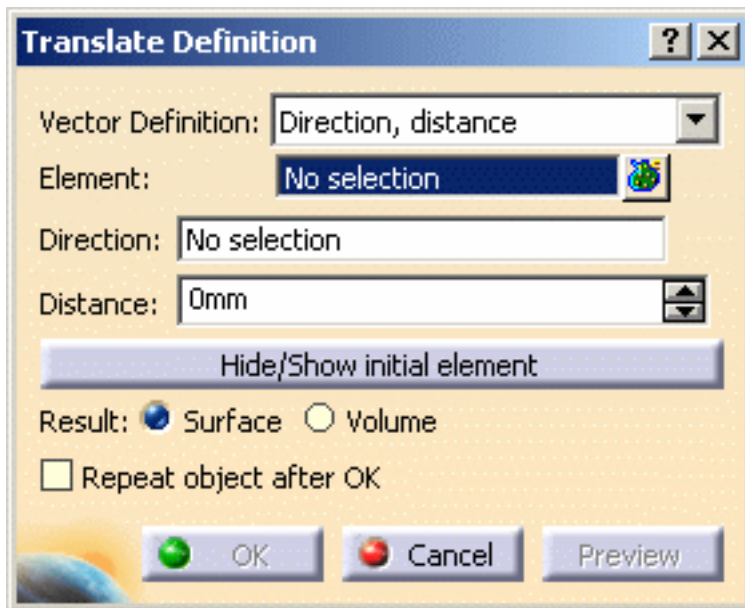 Translate Definition ? X
Vector Definition: Direction, distance
Element: No selection
Direction: No selection
Distance: 0mm
Hide/Show initial element
Result: Surface Volume
Repeat object after OK
OK Cancel Preview